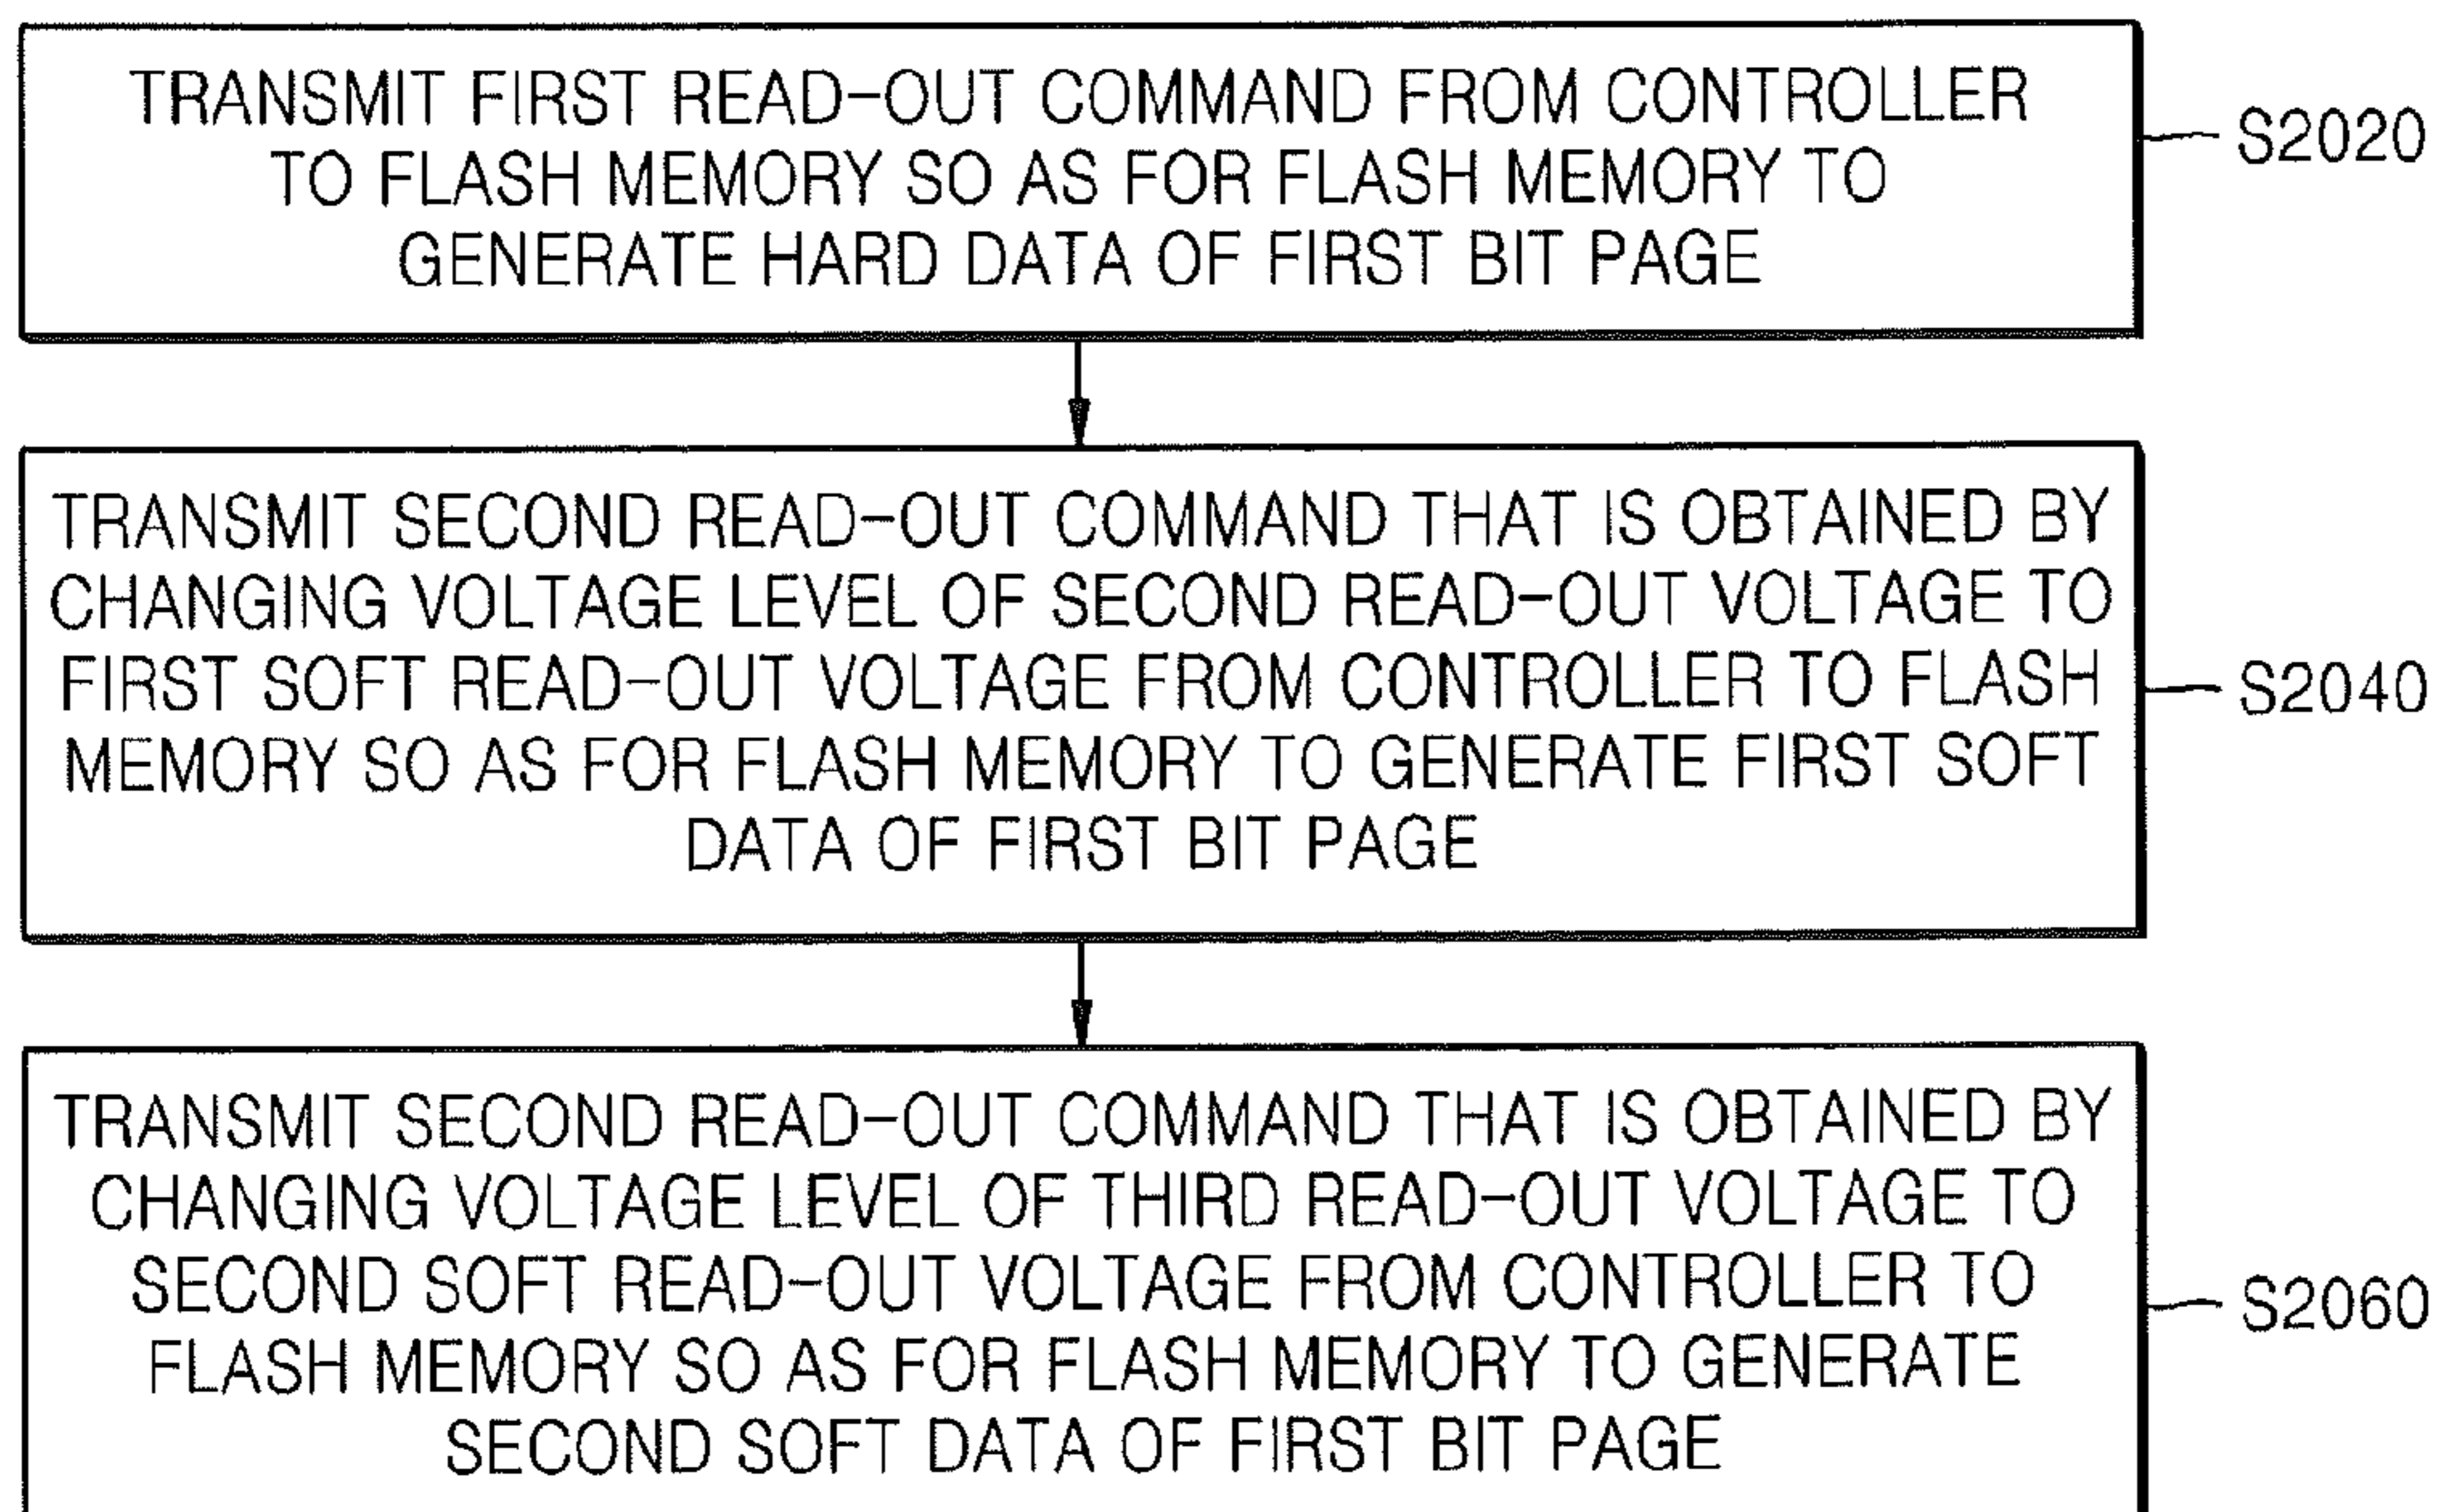 TRANSMIT FIRST READ-OUT COMMAND FROM CONTROLLER
TO FLASH MEMORY SO AS FOR FLASH MEMORY TO
GENERATE HARD DATA OF FIRST BIT PAGE
S2020
TRANSMIT SECOND READ-OUT COMMAND THAT IS OBTAINED BY
CHANGING VOLTAGE LEVEL OF SECOND READ-OUT VOLTAGE TO
FIRST SOFT READ-OUT VOLTAGE FROM CONTROLLER TO FLASH
MEMORY SO AS FOR FLASH MEMORY TO GENERATE FIRST SOFT
DATA OF FIRST BIT PAGE
S2040
TRANSMIT SECOND READ-OUT COMMAND THAT IS OBTAINED BY
CHANGING VOLTAGE LEVEL OF THIRD READ-OUT VOLTAGE TO
SECOND SOFT READ-OUT VOLTAGE FROM CONTROLLER TO
FLASH MEMORY SO AS FOR FLASH MEMORY TO GENERATE
SECOND SOFT DATA OF FIRST BIT PAGE
S2060